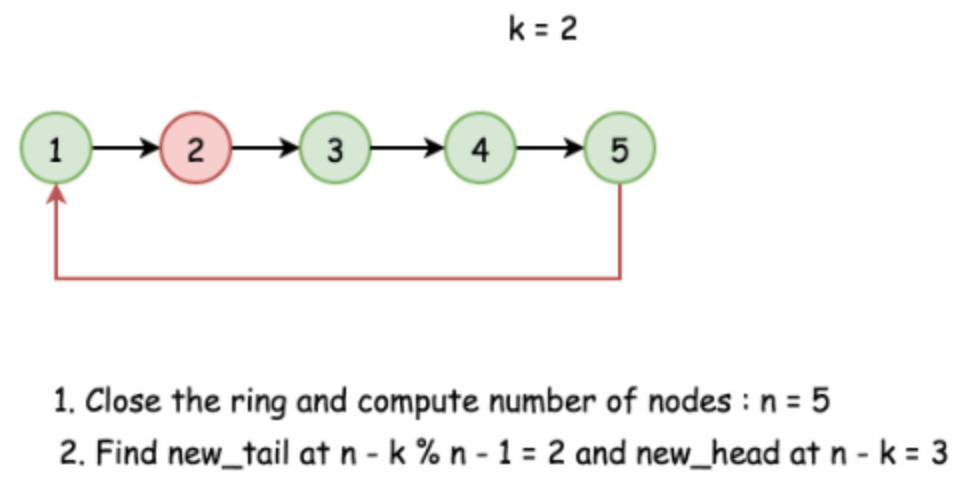 k = 2
1 2 3 4 5
1. Close the ring and compute number of nodes : n = 5
2. Find new_tail at n - k % n - 1 = 2 and new_head at n - k = 3